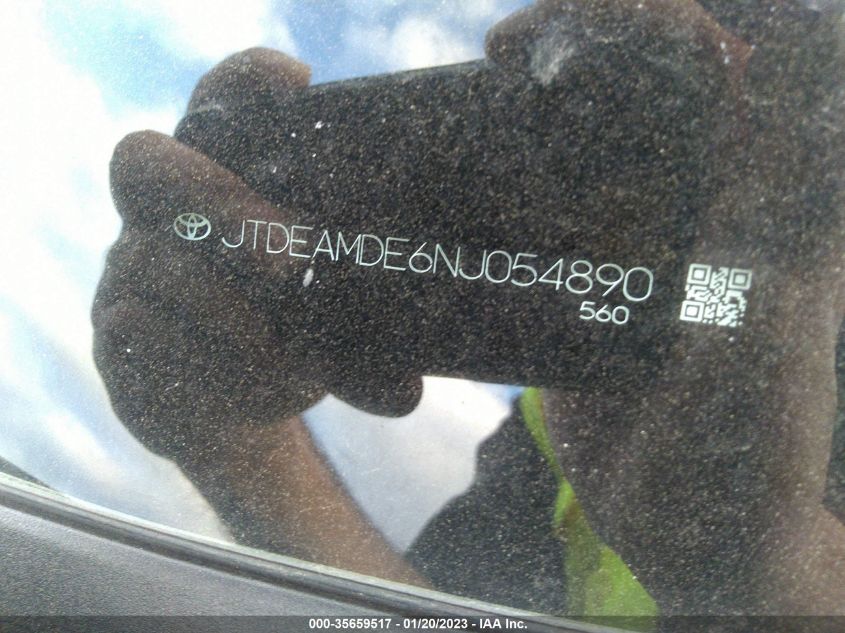 JTDEAMDE6NJ054890
560
000-35659517 - 01/20/2023 - IAA Inc.